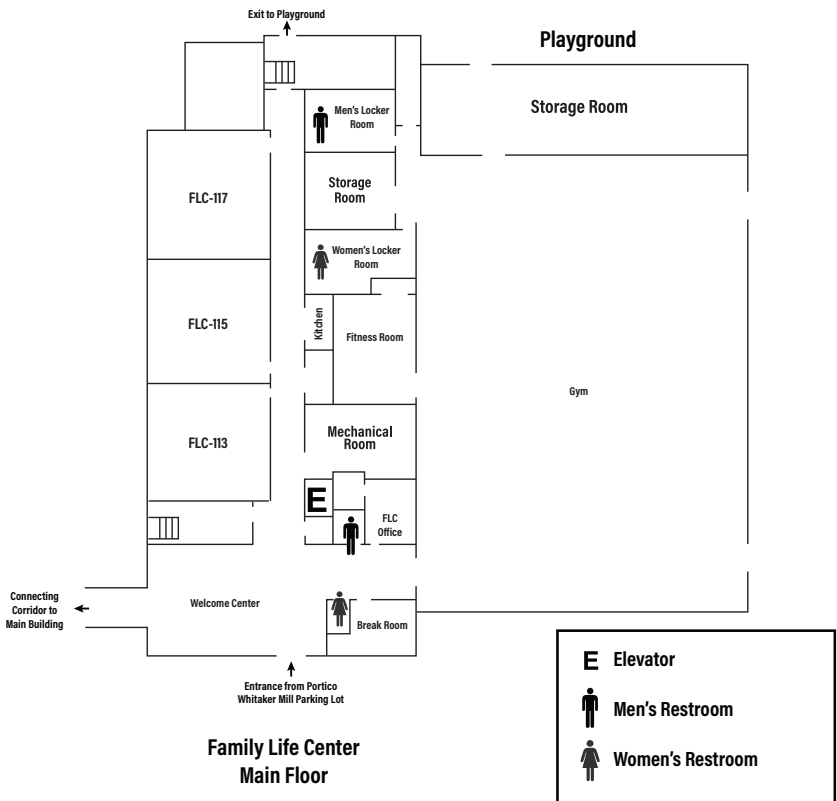 Exit to Playground
Playground
Storage Room
Men's Locker
Room
FLC-117
Storage
Room
Women's Locker
Room
FLC-115
Kitchen
Fitness Room
Gym
FLC-113
Mechanical
Room
E
FLC
Office
Connecting
Corridor to
Main Building
Welcome Center
Break Room
Entrance from Portico
Whitaker Mill Parking Lot
Family Life Center
Main Floor
E Elevator
Men's Restroom
Women's Restroom